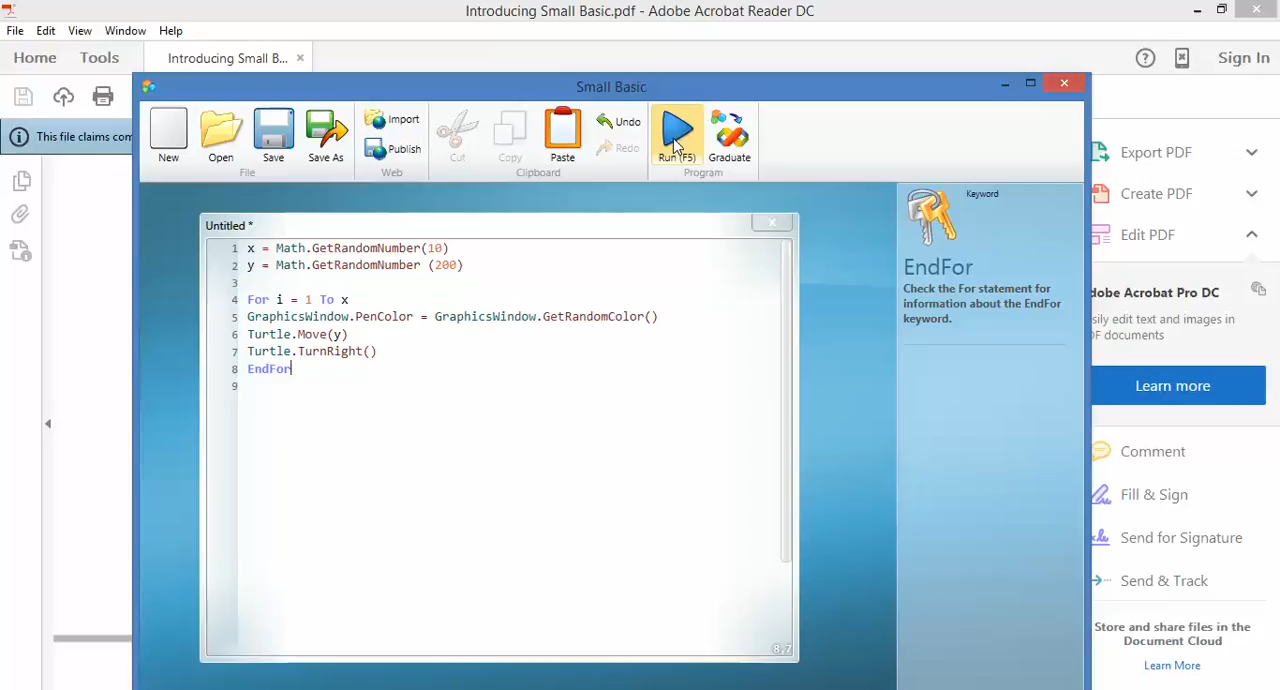 Introducing Small Basic.pdf - Adobe Acrobat Reader DC
File Edit View Window Help
Home Tools Introducing Small B... × Sign In
This file claims com
Small Basic
New Open Save Save As Import Publish Cut Copy Paste Undo Redo Run (F5) Graduate
File Web Clipboard Program
Untitled *
1 x = Math.GetRandomNumber(10)
2 y = Math.GetRandomNumber (200)
3
4 For i = 1 To x
5 GraphicsWindow.PenColor = GraphicsWindow.GetRandomColor()
6 Turtle.Move(y)
7 Turtle.TurnRight()
8 EndFor
9
8,7
Keyword
EndFor
Check the For statement for
information about the EndFor
keyword.
Export PDF
Create PDF
Edit PDF
dobe Acrobat Pro DC
sily edit text and images in
DF documents
Learn more
Comment
Fill & Sign
Send for Signature
Send & Track
Store and share files in the
Document Cloud
Learn More